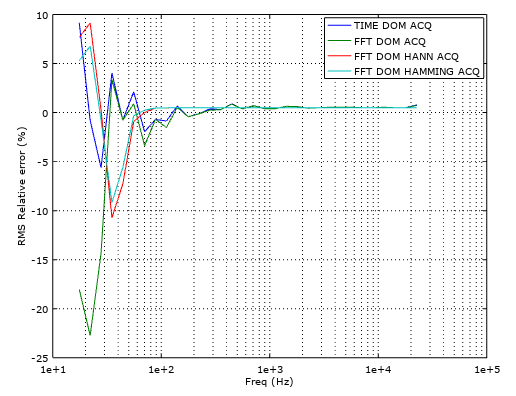 10
5
0
-5
-10
-15
-20
-25
RMS Relative error (%)
TIME DOM ACQ
FFT DOM ACQ
FFT DOM HANN ACQ
FFT DOM HAMMING ACQ
1e+1
1e+2
1e+3
1e+4
1e+5
Freq (Hz)